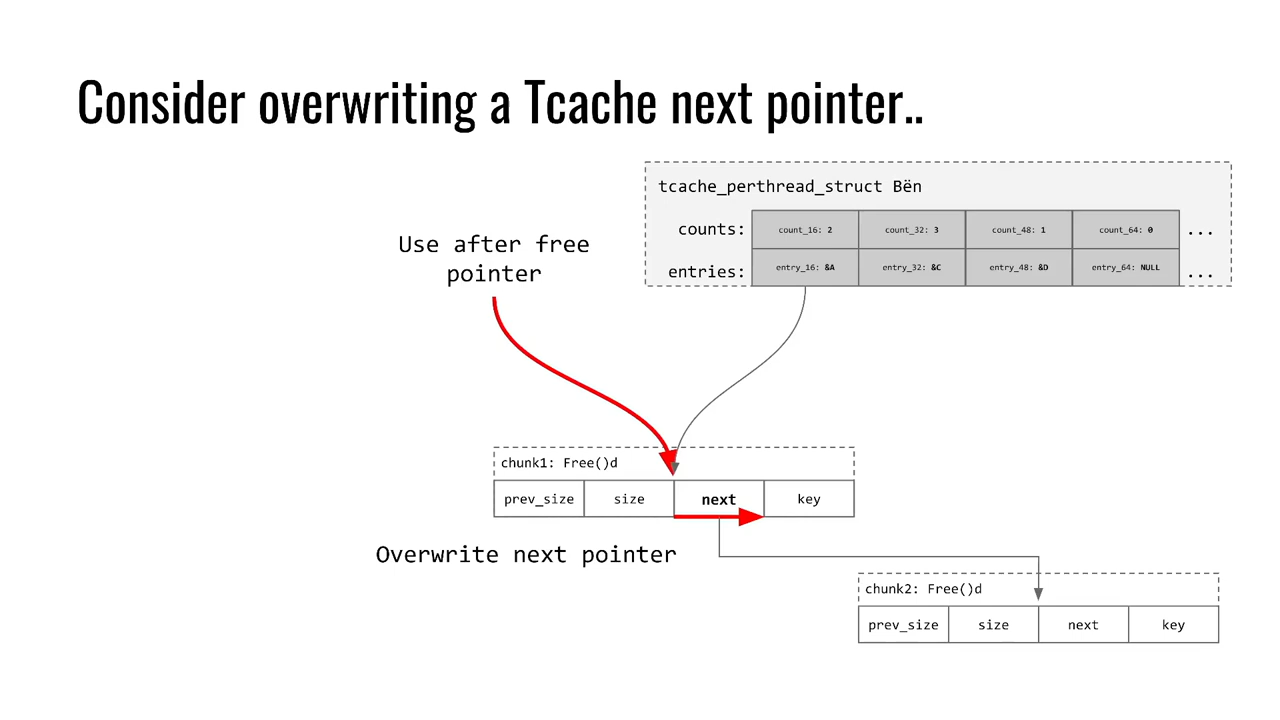 Consider overwriting a Tcache next pointer..
tcache_perthread_struct Bën
counts: count_16: 2 count_32: 3 count_48: 1 count_64: 0 ...
entries: entry_16: &A entry_32: &C entry_48: &D entry_64: NULL ...
Use after free
pointer
chunk1: Free()d
prev_size size next key
Overwrite next pointer
chunk2: Free()d
prev_size size next key